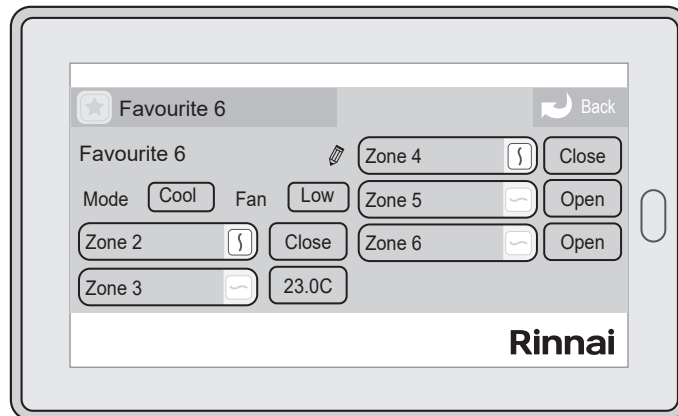 Favourite 6
Back
Favourite 6
Mode Cool Fan Low
Zone 2 Close
Zone 3 23.0C
Zone 4 Close
Zone 5 Open
Zone 6 Open
Rinnai